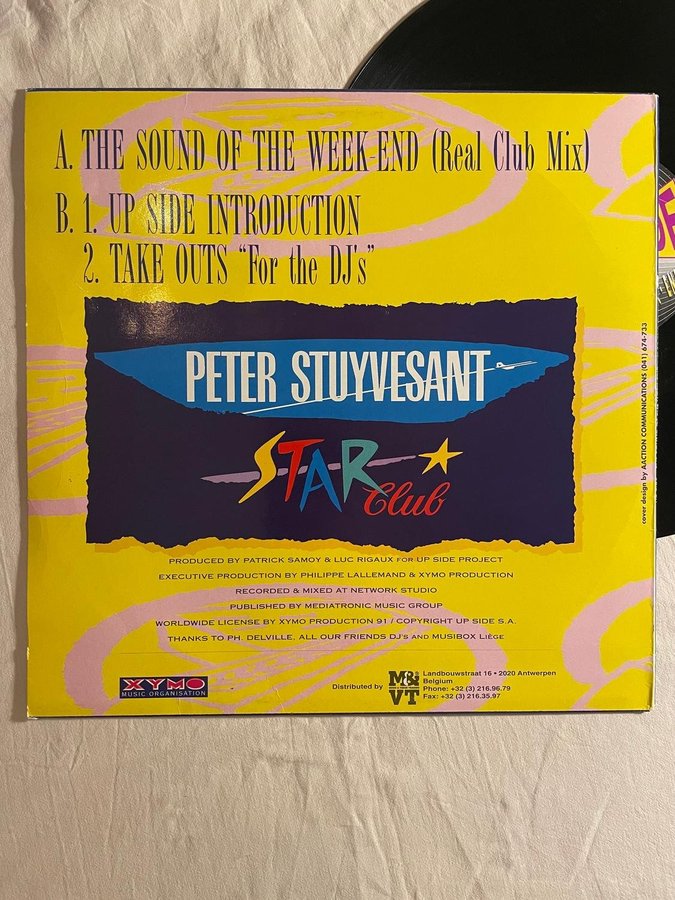 A. THE SOUND OF THE WEEK-END (Real Club Mix)
B. 1. UP SIDE INTRODUCTION
2. TAKE OUTS "For the DJ's"
PETER STUYVESANT
STAR
Club
PRODUCED BY PATRICK SAMOY & LUC RIGAUX FOR UP SIDE PROJECT
EXECUTIVE PRODUCTION BY PHILIPPE LALLEMAND & XYMO PRODUCTION
RECORDED & MIXED AT NETWORK STUDIO
PUBLISHED BY MEDIATRONIC MUSIC GROUP
WORLDWIDE LICENSE BY XYMO PRODUCTION 91 / COPYRIGHT UP SIDE S.A.
THANKS TO PH. DELVILLE, ALL OUR FRIENDS DJ's AND MUSIBOX LIÈGE
XYMO
MUSIC ORGANISATION
Distributed by
M&
VT
Landbouwstraat 16 • 2020 Antwerpen
Belgium
Phone: +32 (3) 216.96.79
Fax: +32 (3) 216.35.97
cover design by AACTION COMMUNICATIONS (041) 674-733